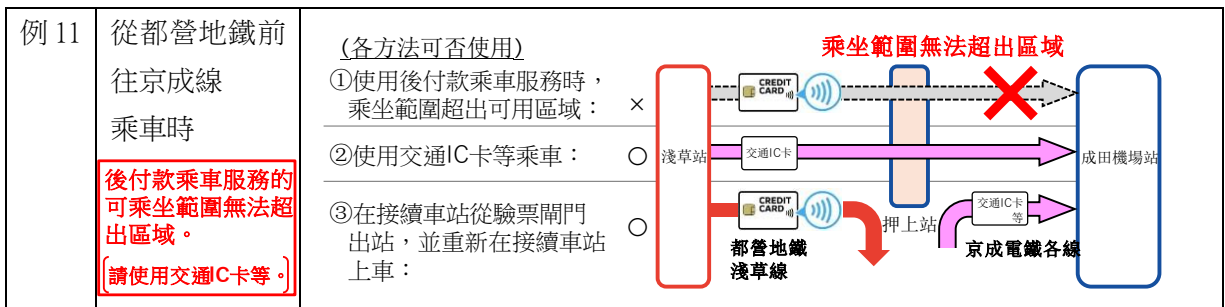 例 11
從都營地鐵前
往京成線
乘車時
後付款乘車服務的
可乘坐範圍無法超
出區域。
請使用交通IC卡等。
(各方法可否使用)
①使用後付款乘車服務時，
乘坐範圍超出可用區域： ×
②使用交通IC卡等乘車： ○
③在接續車站從驗票閘門
出站，並重新在接續車站 ○
上車：
乘坐範圍無法超出區域
淺草站
CREDIT
CARD
交通IC卡
CREDIT
CARD
都營地鐵
淺草線
押上站
交通IC卡
等
京成電鐵各線
成田機場站